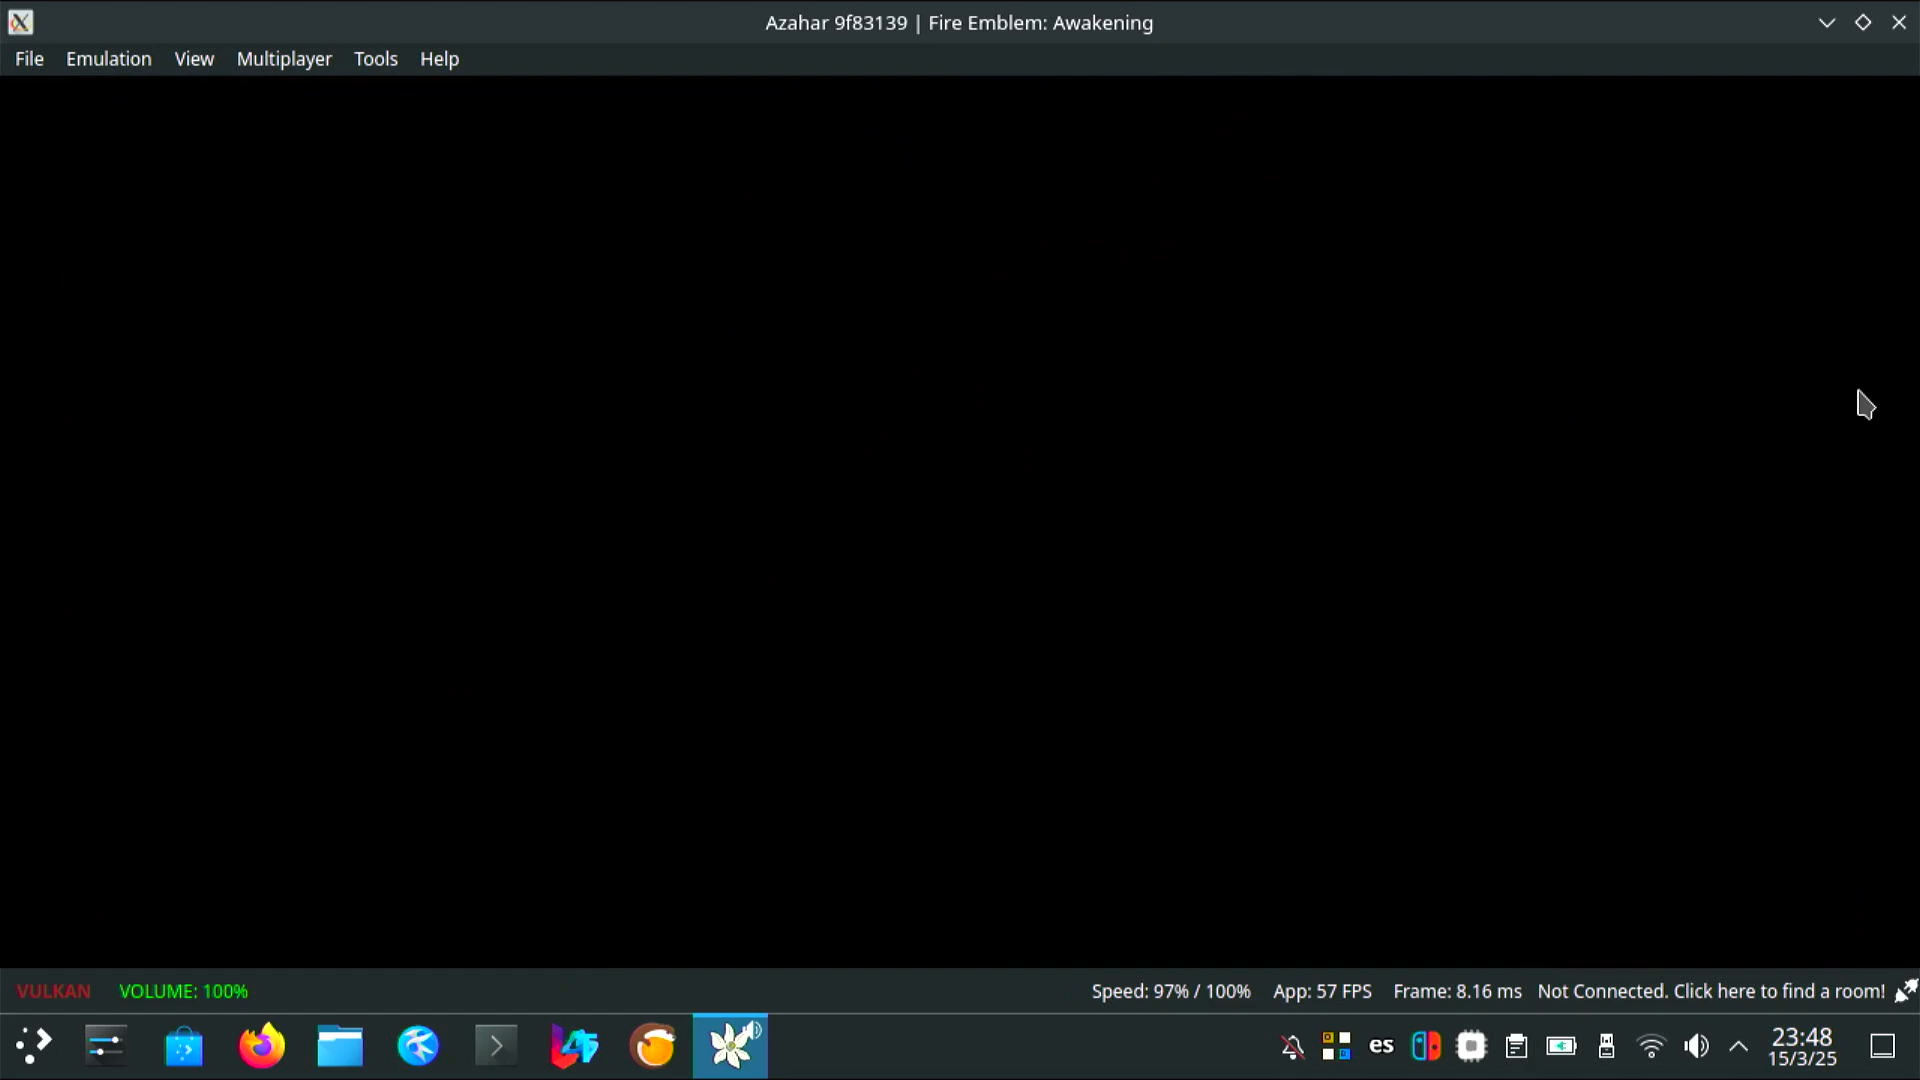 Azahar 9f83139 | Fire Emblem: Awakening
File Emulation View Multiplayer Tools Help
VULKAN VOLUME: 100% Speed: 97% / 100% App: 57 FPS Frame: 8.16 ms Not Connected. Click here to find a room!
es 23:48
15/3/25